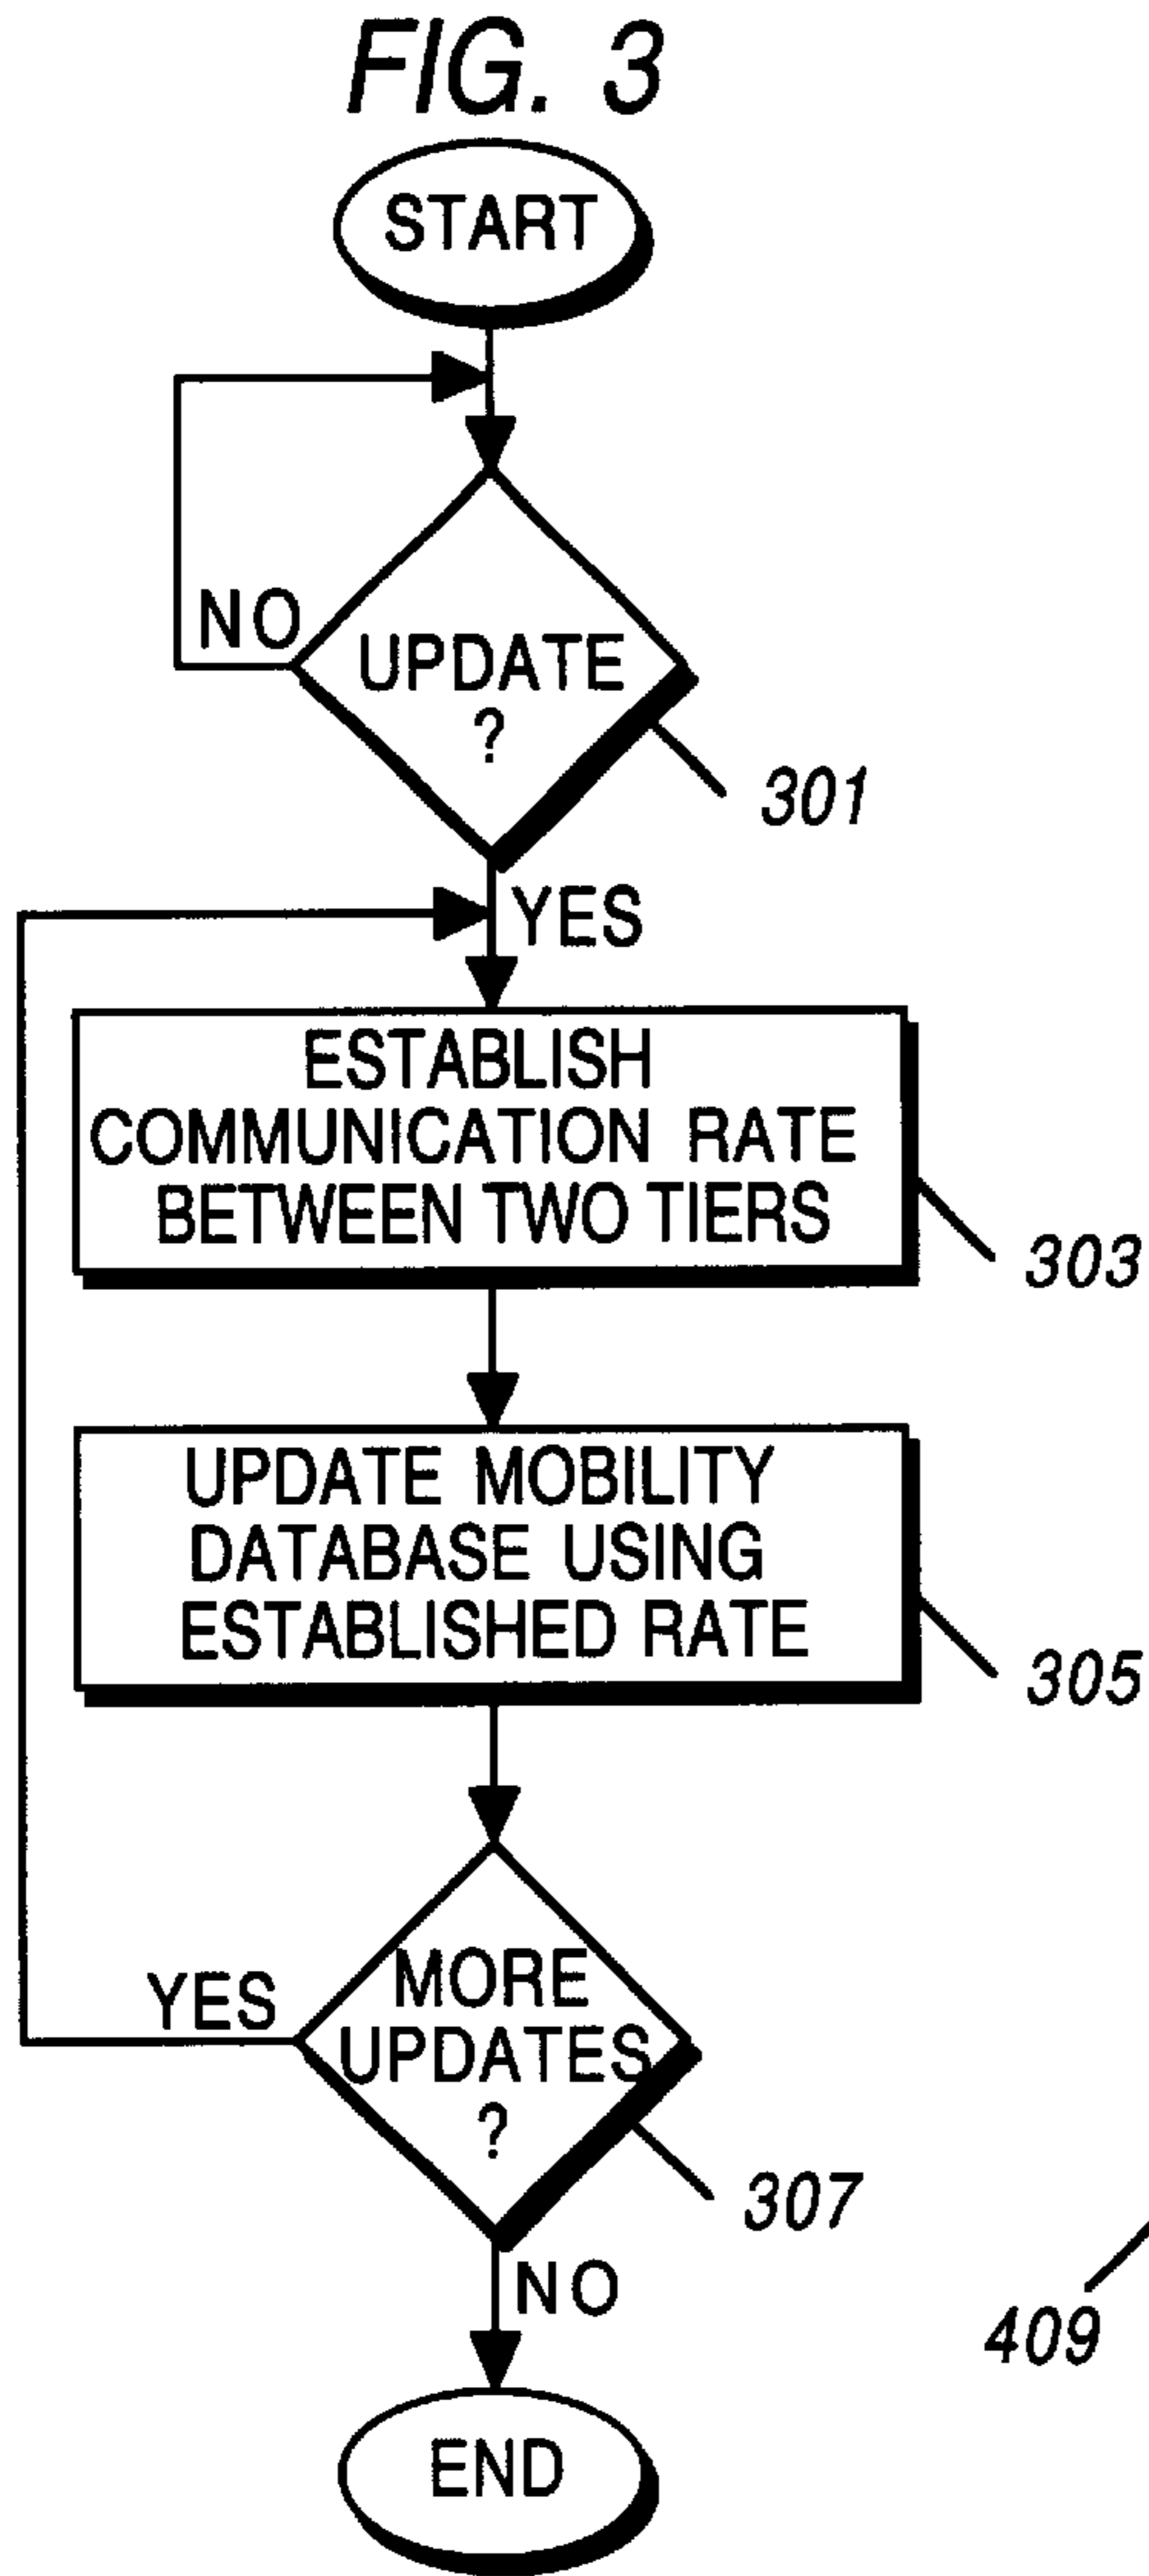 FIG. 3
START
NO
UPDATE
?
301
YES
ESTABLISH
COMMUNICATION RATE
BETWEEN TWO TIERS
303
UPDATE MOBILITY
DATABASE USING
ESTABLISHED RATE
305
YES
MORE
UPDATES
?
307
NO
409
END